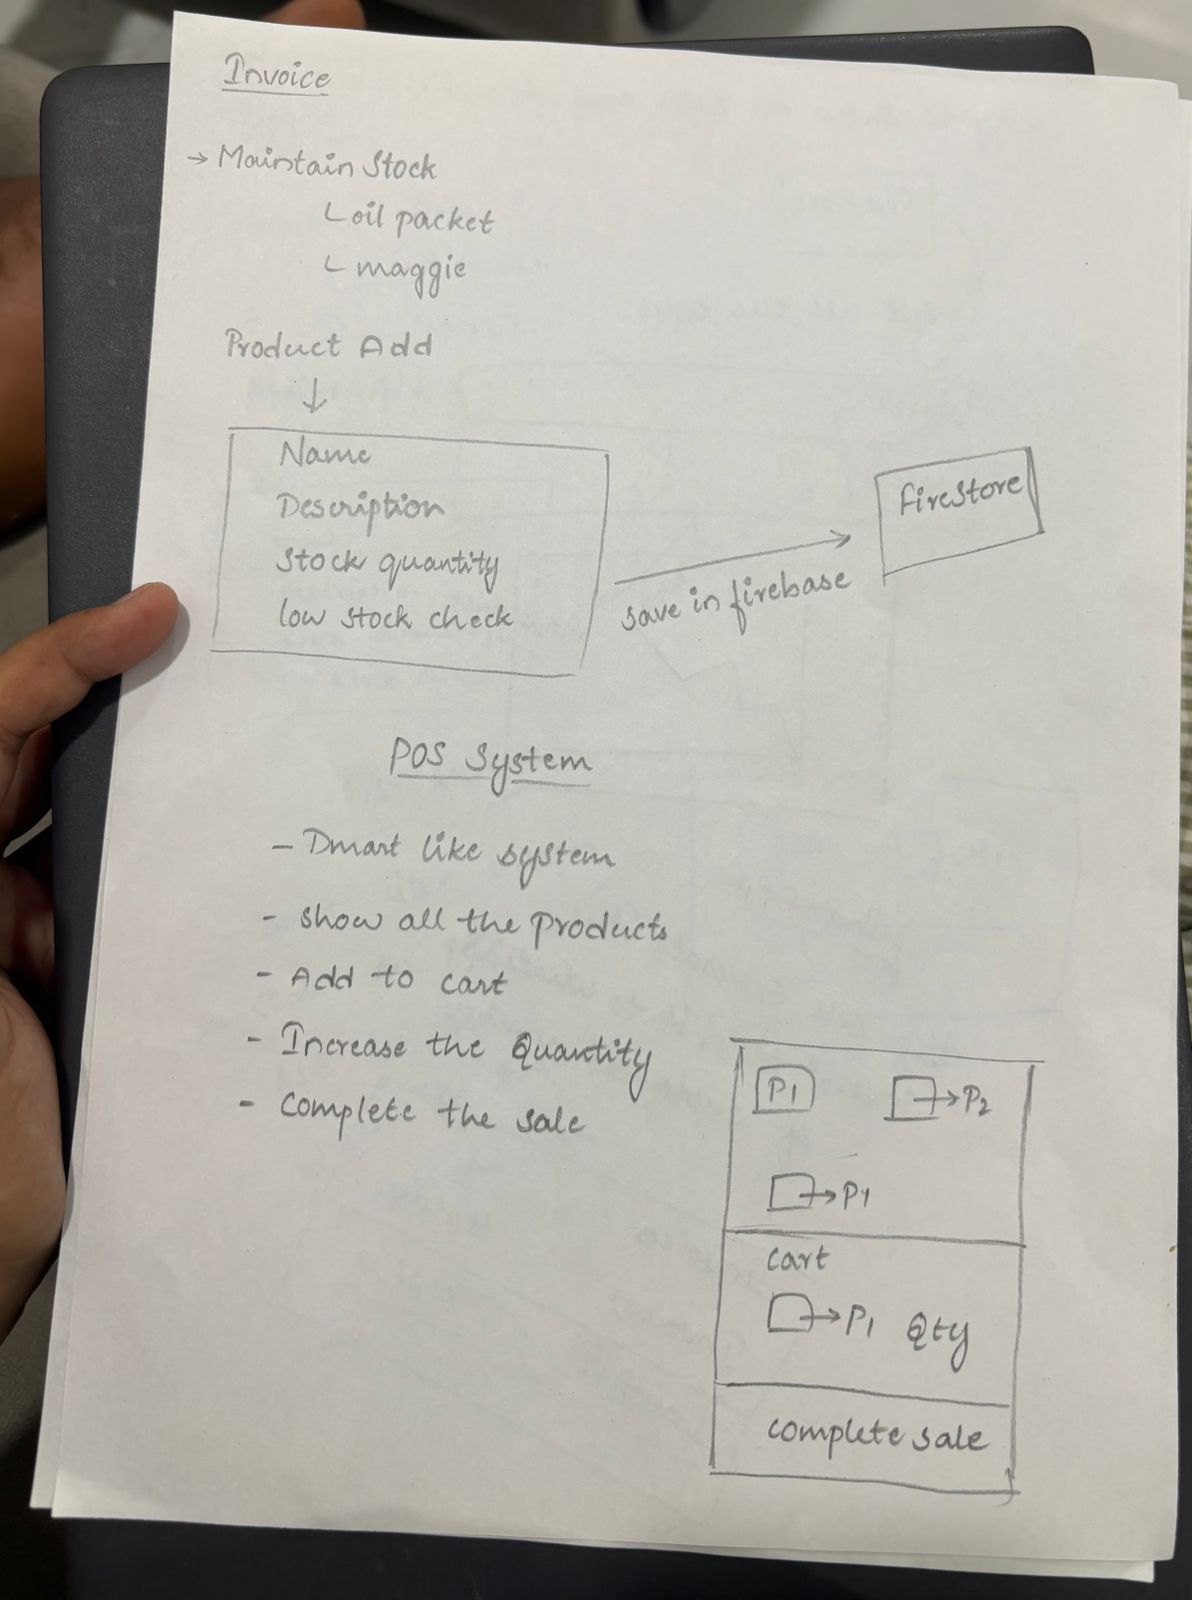 Invoice
→ Maintain Stock
oil packet
maggie
Product Add
↓
Name
Description
Stock quantity
low stock check
save in firebase
fireStore
POS System
- Dmart like system
- show all the products
- Add to cart
- Increase the Quantity
- complete the sale
P1
→ P2
→ P1
cart
→ P1 Qty
complete sale